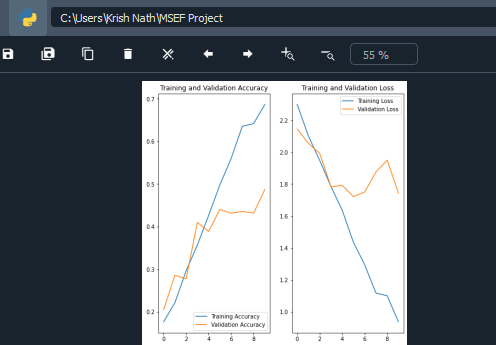 C:\Users\Krish Nath\MSEF Project
55 %
Training and Validation Accuracy
Training and Validation Loss
0.7
0.6
0.5
0.4
0.3
0.2
0 2 4 6 8
Training Accuracy
Validation Accuracy
2.2
2.0
1.8
1.6
1.4
1.2
1.0
0 2 4 6 8
Training Loss
Validation Loss